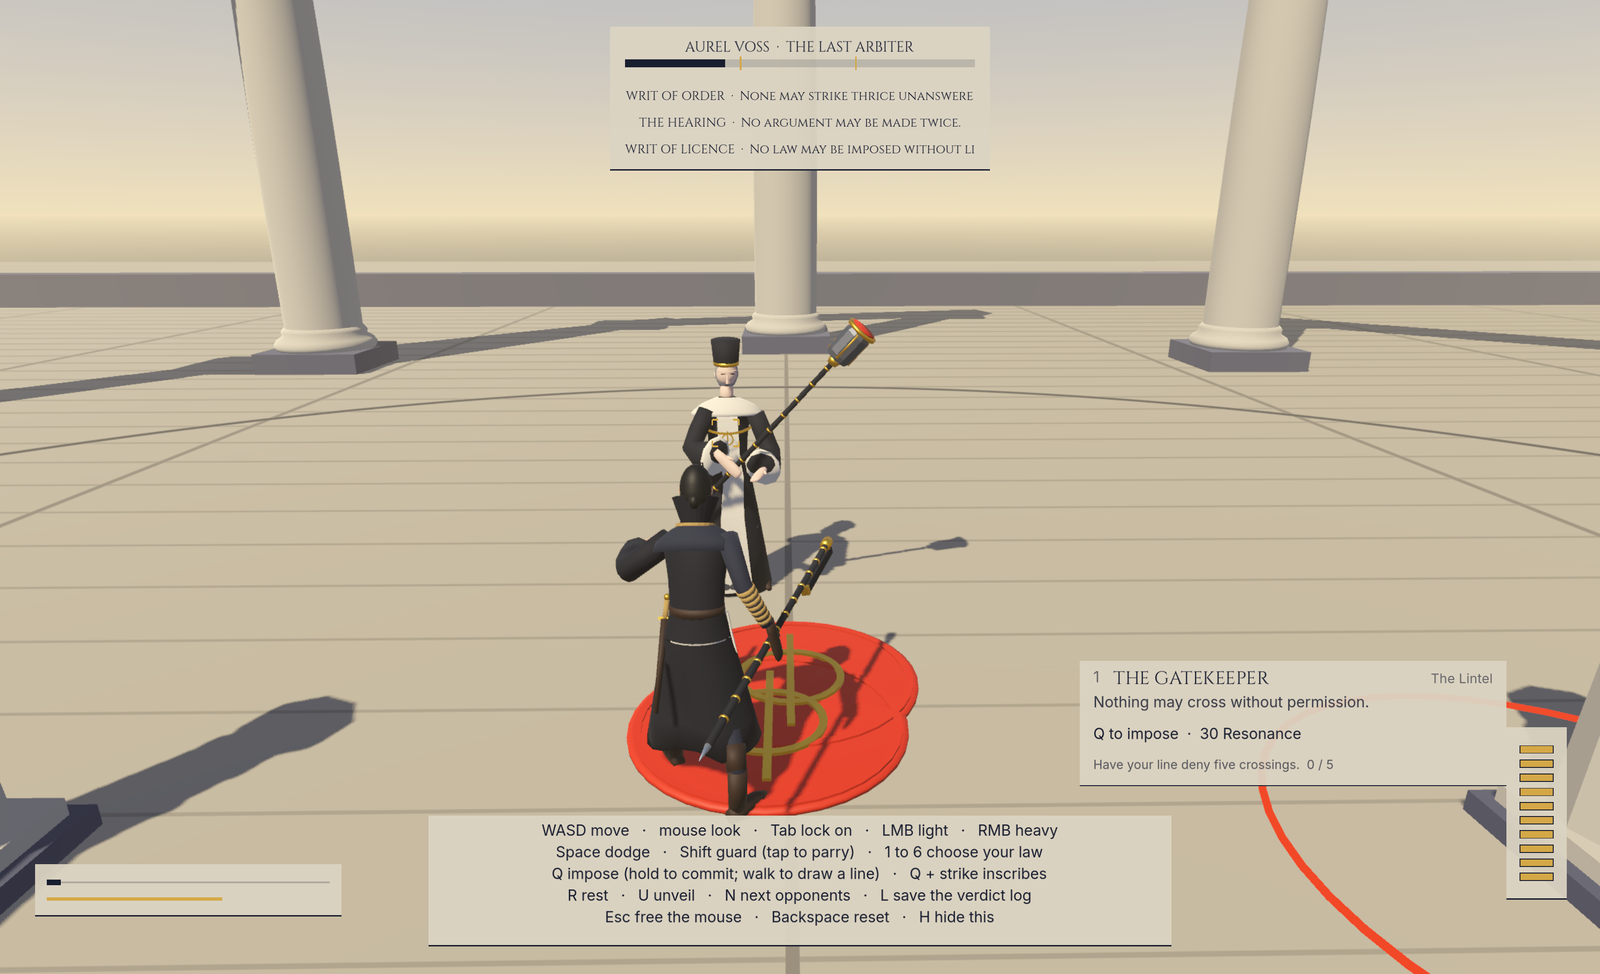 AUREL VOSS · THE LAST ARBITER
WRIT OF ORDER · NONE MAY STRIKE THRICE UNANSWERE
THE HEARING · NO ARGUMENT MAY BE MADE TWICE.
WRIT OF LICENCE · NO LAW MAY BE IMPOSED WITHOUT LI
1 THE GATEKEEPER The Lintel
Nothing may cross without permission.
Q to impose · 30 Resonance
Have your line deny five crossings. 0 / 5
WASD move · mouse look · Tab lock on · LMB light · RMB heavy
Space dodge · Shift guard (tap to parry) · 1 to 6 choose your law
Q impose (hold to commit; walk to draw a line) · Q + strike inscribes
R rest · U unveil · N next opponents · L save the verdict log
Esc free the mouse · Backspace reset · H hide this